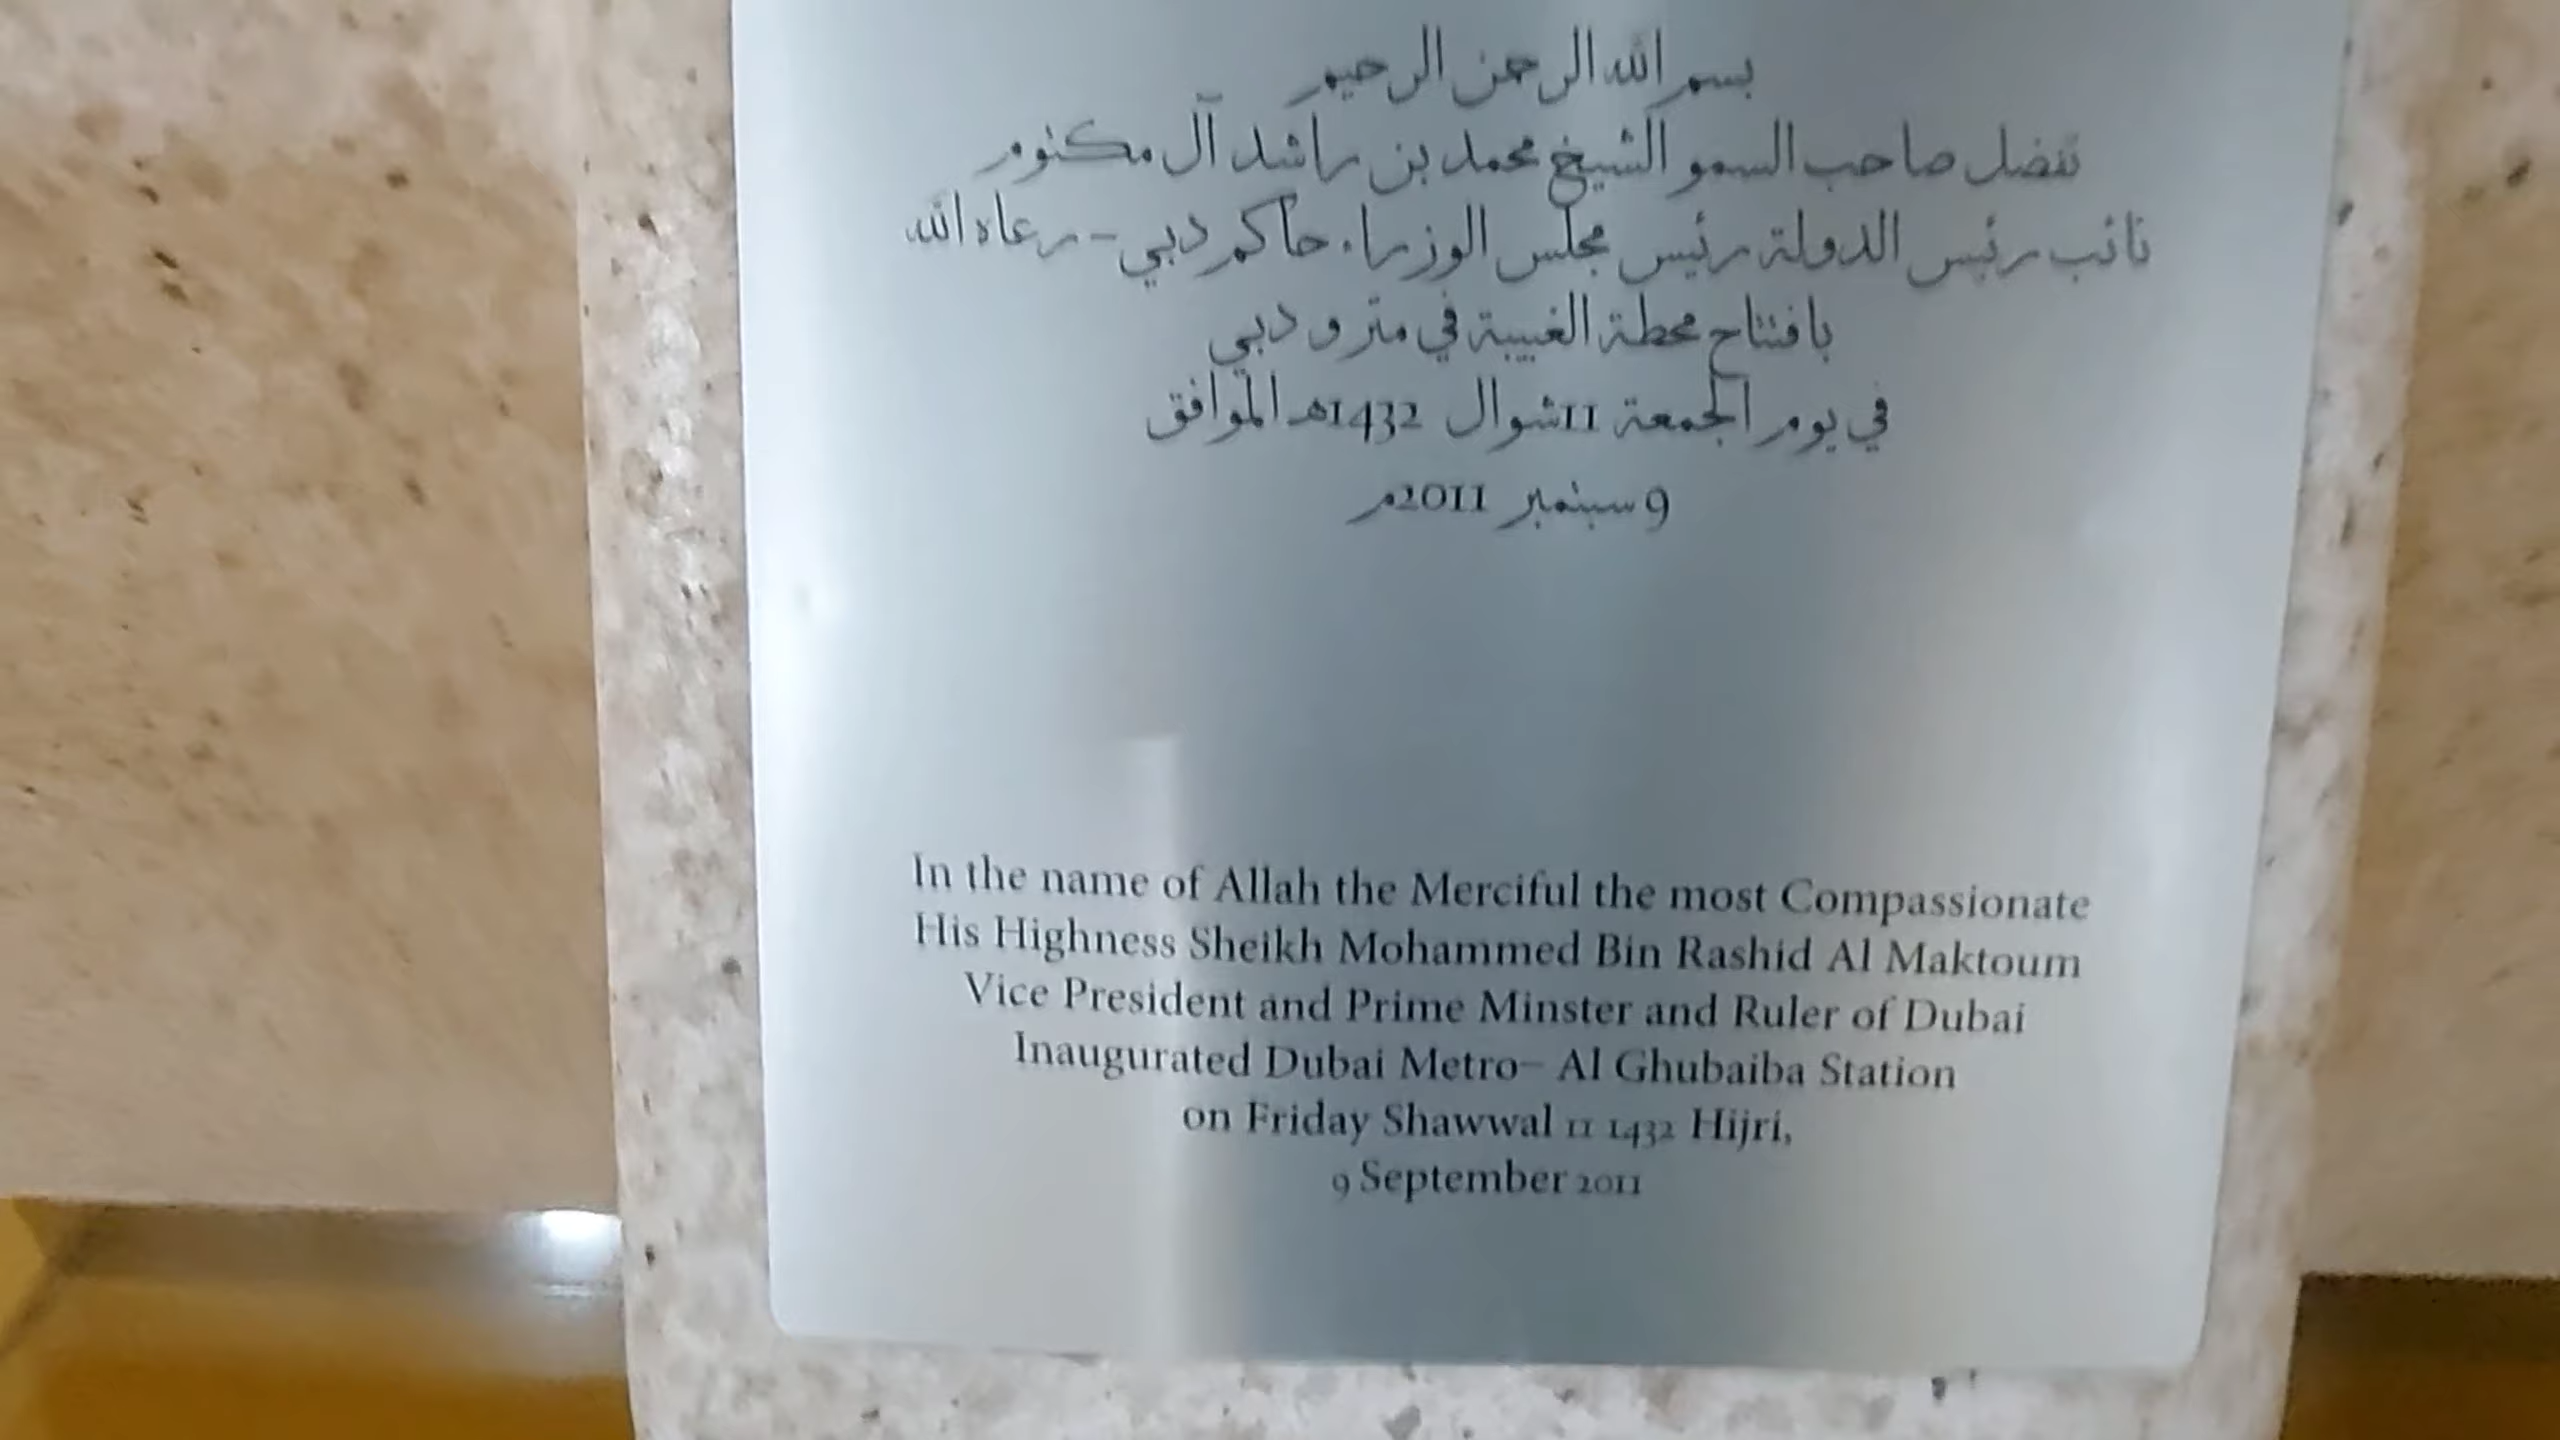 بسم الله الرحمن الرحيم
تفضل صاحب السمو الشيخ محمد بن راشد آل مكتوم
نائب رئيس الدولة رئيس مجلس الوزراء حاكم دبي - رعاه الله
بافتتاح محطة الغبيبة في مترو دبي
في يوم الجمعة 11 شوال 1432هـ الموافق
9 سبتمبر 2011م
In the name of Allah the Merciful the most Compassionate
His Highness Sheikh Mohammed Bin Rashid Al Maktoum
Vice President and Prime Minster and Ruler of Dubai
Inaugurated Dubai Metro– Al Ghubaiba Station
on Friday Shawwal 11 1432 Hijri,
9 September 2011